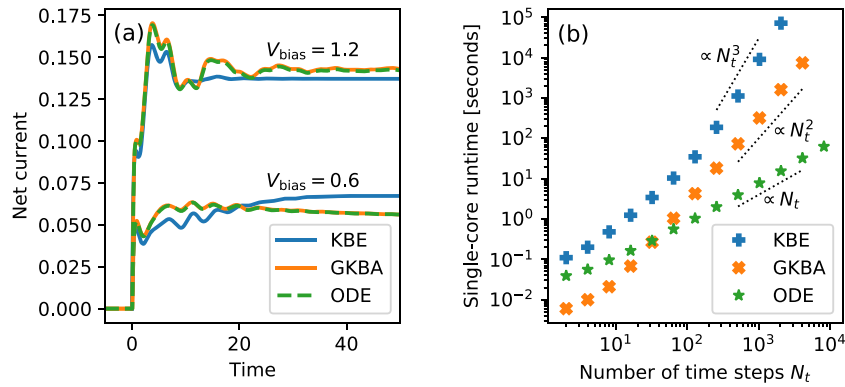 (a)
V_bias = 1.2
V_bias = 0.6
KBE
GKBA
ODE
0.175
0.150
0.125
0.100
0.075
0.050
0.025
0.000
Net current
0
20
40
Time
(b)
∝ N_t^3
∝ N_t^2
∝ N_t
KBE
GKBA
ODE
10^5
10^4
10^3
10^2
10^1
10^0
10^-1
10^-2
Single-core runtime [seconds]
10^1
10^2
10^3
10^4
Number of time steps N_t